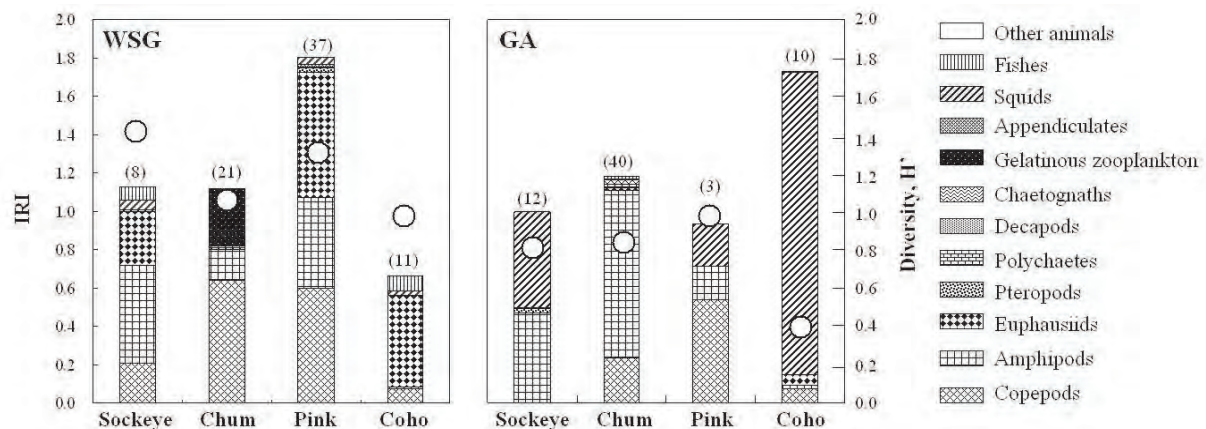 WSG
GA
IRI
2.0
1.8
1.6
1.4
1.2
1.0
0.8
0.6
0.4
0.2
0.0
(8)
(21)
(37)
(11)
Sockeye Chum Pink Coho
(12)
(40)
(3)
(10)
Sockeye Chum Pink Coho
2.0
1.8
1.6
1.4
1.2
1.0
0.8
0.6
0.4
0.2
0.0
Diversity, H'
Other animals
Fishes
Squids
Appendiculates
Gelatinous zooplankton
Chaetognaths
Decapods
Polychaetes
Pteropods
Euphausiids
Amphipods
Copepods